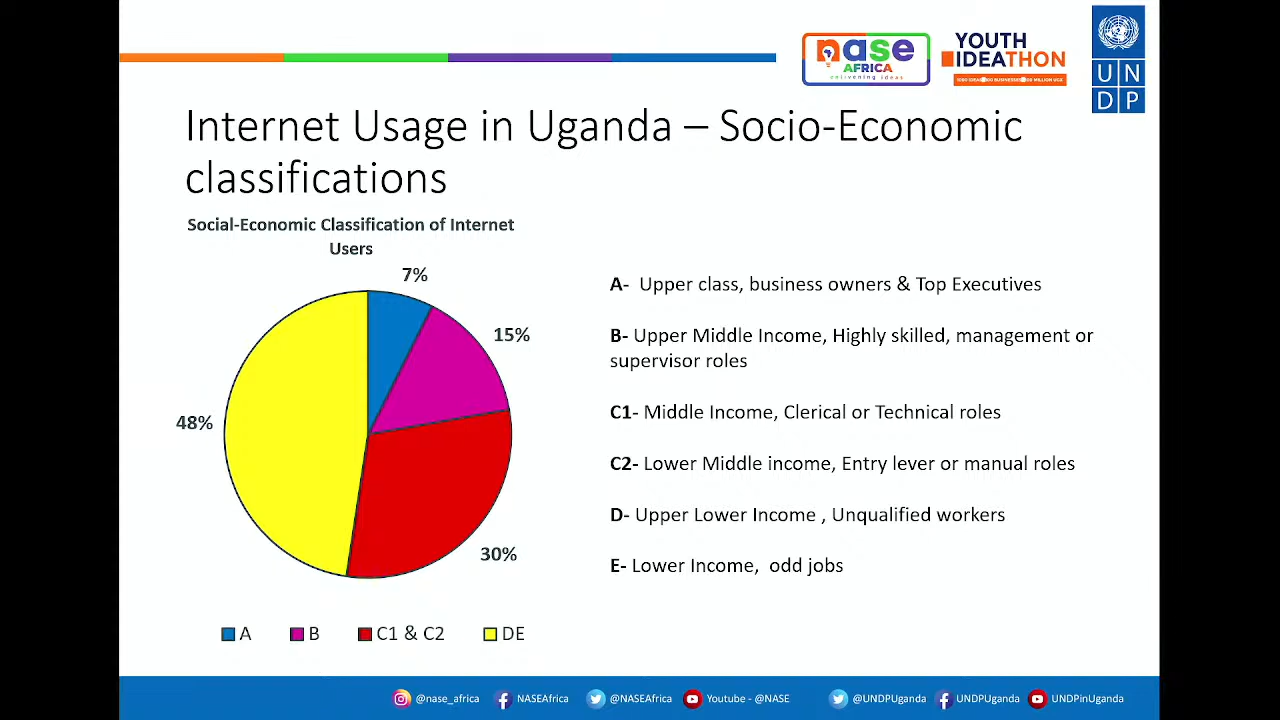 nase
AFRICA
enlivening ideas
YOUTH
IDEATHON
UN
DP
Internet Usage in Uganda – Socio-Economic
classifications
Social-Economic Classification of Internet
Users
7%
15%
48%
30%
A
B
C1 & C2
DE
A- Upper class, business owners & Top Executives
B- Upper Middle Income, Highly skilled, management or
supervisor roles
C1- Middle Income, Clerical or Technical roles
C2- Lower Middle income, Entry lever or manual roles
D- Upper Lower Income , Unqualified workers
E- Lower Income, odd jobs
@nase_africa NASEAfrica @NASEAfrica Youtube - @NASE @UNDPUganda UNDPUganda UNDPinUganda